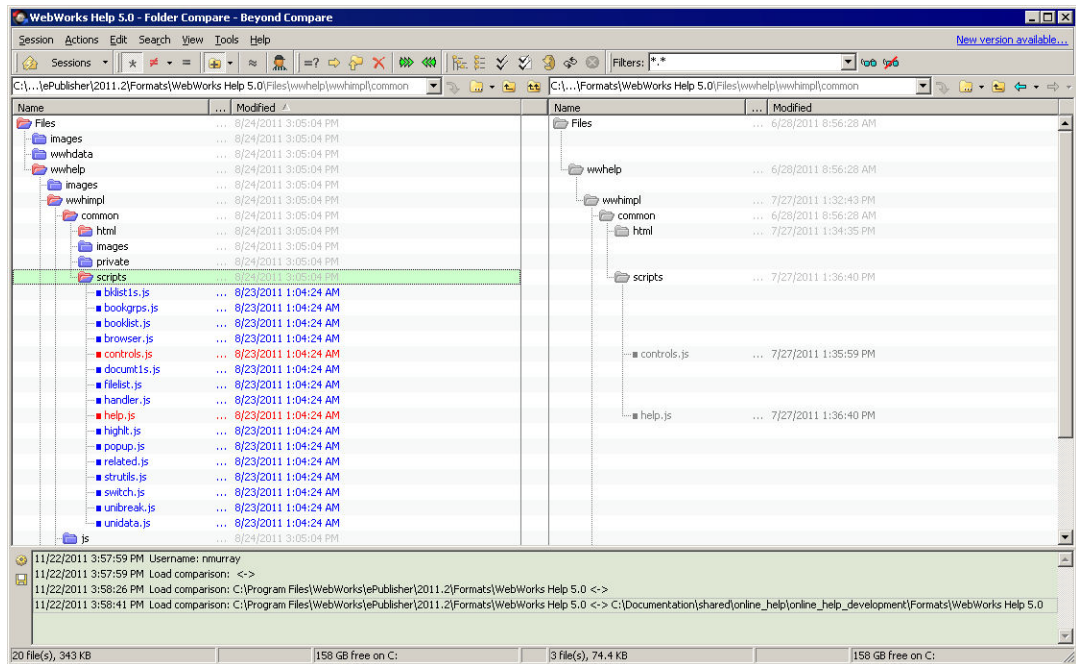 WebWorks Help 5.0 - Folder Compare - Beyond Compare
Session Actions Edit Search View Tools Help New version available...
Sessions =? Filters: *.*
C:\...\ePublisher\2011.2\Formats\WebWorks Help 5.0\Files\wwhelp\wwhimpl\common C:\...\Formats\WebWorks Help 5.0\Files\wwhelp\wwhimpl\common
Name ... Modified Name ... Modified
Files ... 8/24/2011 3:05:04 PM Files ... 6/28/2011 8:56:28 AM
images ... 8/24/2011 3:05:04 PM
wwhdata ... 8/24/2011 3:05:04 PM
wwhelp ... 8/24/2011 3:05:04 PM wwhelp ... 6/28/2011 8:56:28 AM
images ... 8/24/2011 3:05:04 PM
wwhimpl ... 8/24/2011 3:05:04 PM wwhimpl ... 7/27/2011 1:32:43 PM
common ... 8/24/2011 3:05:04 PM common ... 6/28/2011 8:56:28 AM
html ... 8/24/2011 3:05:04 PM html ... 7/27/2011 1:34:35 PM
images ... 8/24/2011 3:05:04 PM
private ... 8/24/2011 3:05:04 PM
scripts ... 8/24/2011 3:05:04 PM scripts ... 7/27/2011 1:36:40 PM
bklist1s.js ... 8/23/2011 1:04:24 AM
bookgrps.js ... 8/23/2011 1:04:24 AM
booklist.js ... 8/23/2011 1:04:24 AM
browser.js ... 8/23/2011 1:04:24 AM
controls.js ... 8/23/2011 1:04:24 AM controls.js ... 7/27/2011 1:35:59 PM
documt1s.js ... 8/23/2011 1:04:24 AM
filelist.js ... 8/23/2011 1:04:24 AM
handler.js ... 8/23/2011 1:04:24 AM
help.js ... 8/23/2011 1:04:24 AM help.js ... 7/27/2011 1:36:40 PM
highlt.js ... 8/23/2011 1:04:24 AM
popup.js ... 8/23/2011 1:04:24 AM
related.js ... 8/23/2011 1:04:24 AM
strutils.js ... 8/23/2011 1:04:24 AM
switch.js ... 8/23/2011 1:04:24 AM
unibreak.js ... 8/23/2011 1:04:24 AM
unidata.js ... 8/23/2011 1:04:24 AM
js ... 8/24/2011 3:05:04 PM
11/22/2011 3:57:59 PM Username: nmurray
11/22/2011 3:57:59 PM Load comparison: <->
11/22/2011 3:58:26 PM Load comparison: C:\Program Files\WebWorks\ePublisher\2011.2\Formats\WebWorks Help 5.0 <->
11/22/2011 3:58:41 PM Load comparison: C:\Program Files\WebWorks\ePublisher\2011.2\Formats\WebWorks Help 5.0 <-> C:\Documentation\shared\online_help\online_help_development\Formats\WebWorks Help 5.0
20 file(s), 343 KB 158 GB free on C: 3 file(s), 74.4 KB 158 GB free on C: